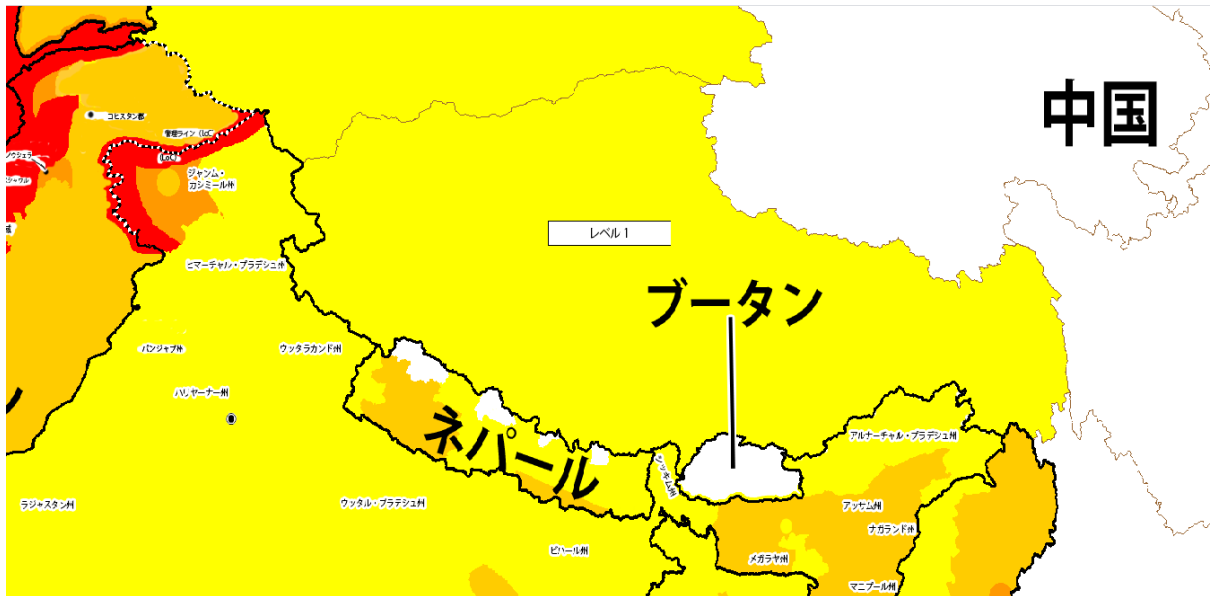 中国
コヒスタン郡
管理ライン（LoC
(LoC)
ノウシェラ
ジャンム・
カシミール州
レベル１
ヒマーチャル・プラデシュ州
ブータン
パンジャブ州
ウッタラカンド州
ハリヤーナー州
ネパール
アルナーチャル・プラデシュ州
シッキム州
ラジャスタン州
ウッタル・プラデシュ州
アッサム州
ナガランド州
ビハール州
メガラヤ州
マニプール州